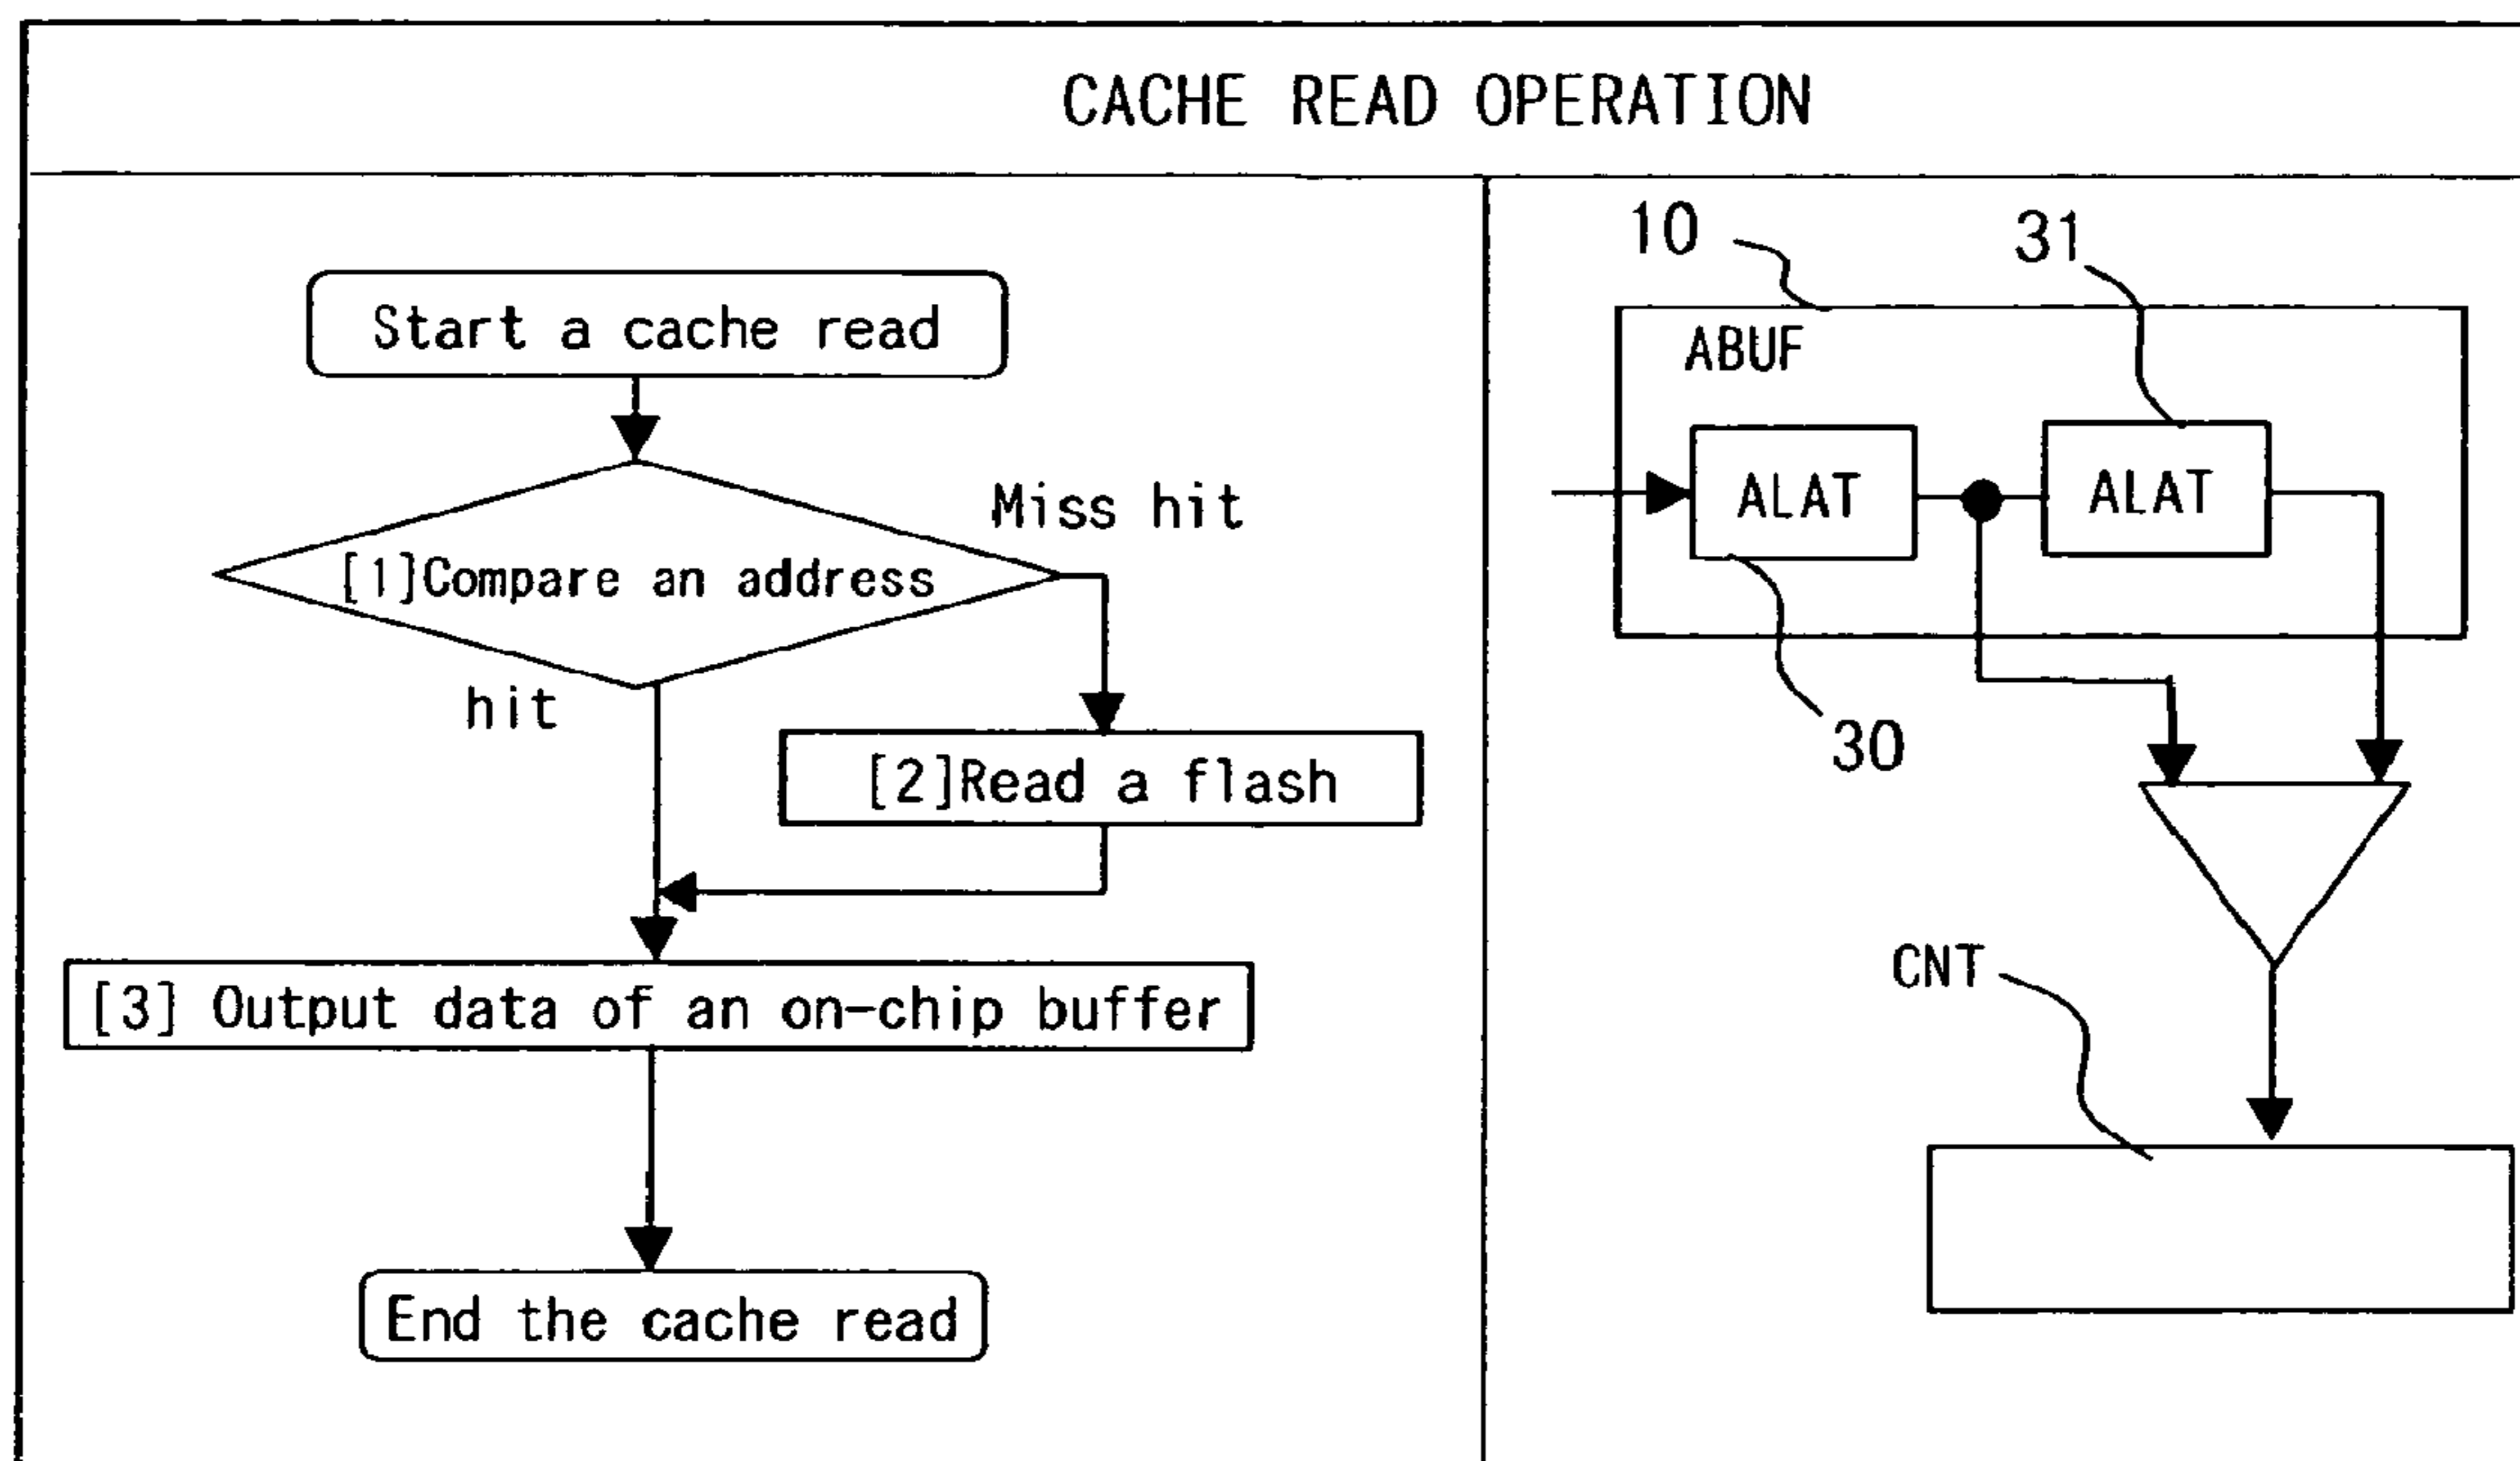 CACHE READ OPERATION
Start a cache read
Miss hit
[1]Compare an address
hit
[2]Read a flash
[3] Output data of an on-chip buffer
End the cache read
10
31
ABUF
ALAT
ALAT
30
CNT